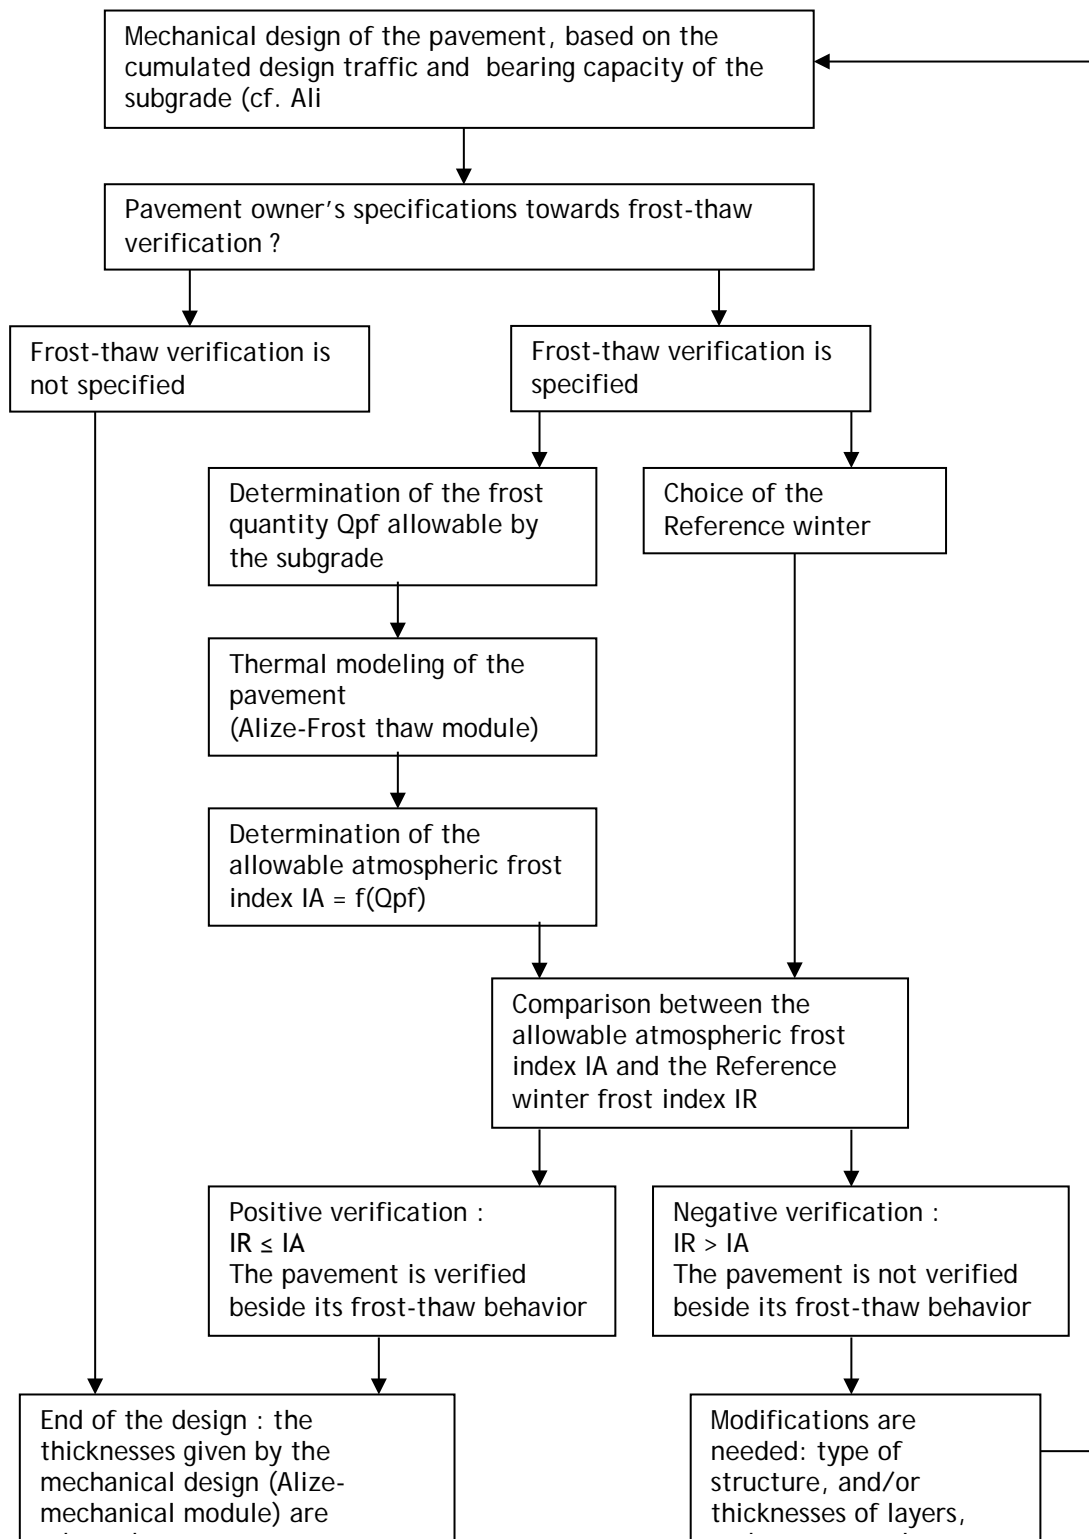 Mechanical design of the pavement, based on the
cumulated design traffic and bearing capacity of the
subgrade (cf. Ali
Pavement owner's specifications towards frost-thaw
verification ?
Frost-thaw verification is
not specified
Frost-thaw verification is
specified
Determination of the frost
quantity Qpf allowable by
the subgrade
Choice of the
Reference winter
Thermal modeling of the
pavement
(Alize-Frost thaw module)
Determination of the
allowable atmospheric frost
index IA = f(Qpf)
Comparison between the
allowable atmospheric frost
index IA and the Reference
winter frost index IR
Positive verification :
IR ≤ IA
The pavement is verified
beside its frost-thaw behavior
Negative verification :
IR > IA
The pavement is not verified
beside its frost-thaw behavior
End of the design : the
thicknesses given by the
mechanical design (Alize-
mechanical module) are
Modifications are
needed: type of
structure, and/or
thicknesses of layers,